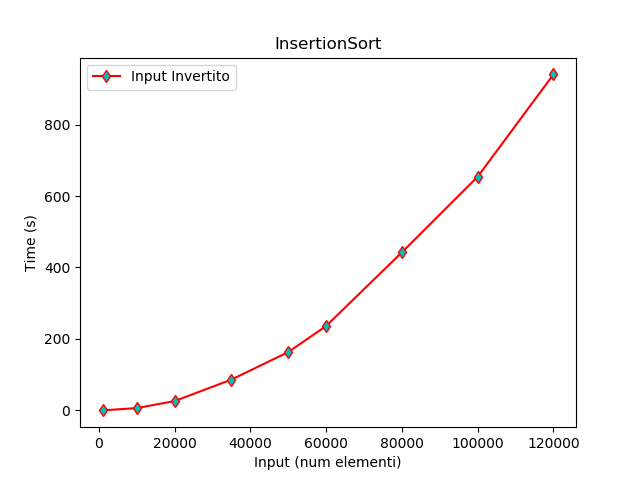 InsertionSort
Input Invertito
Time (s)
800
600
400
200
0
0 20000 40000 60000 80000 100000 120000
Input (num elementi)